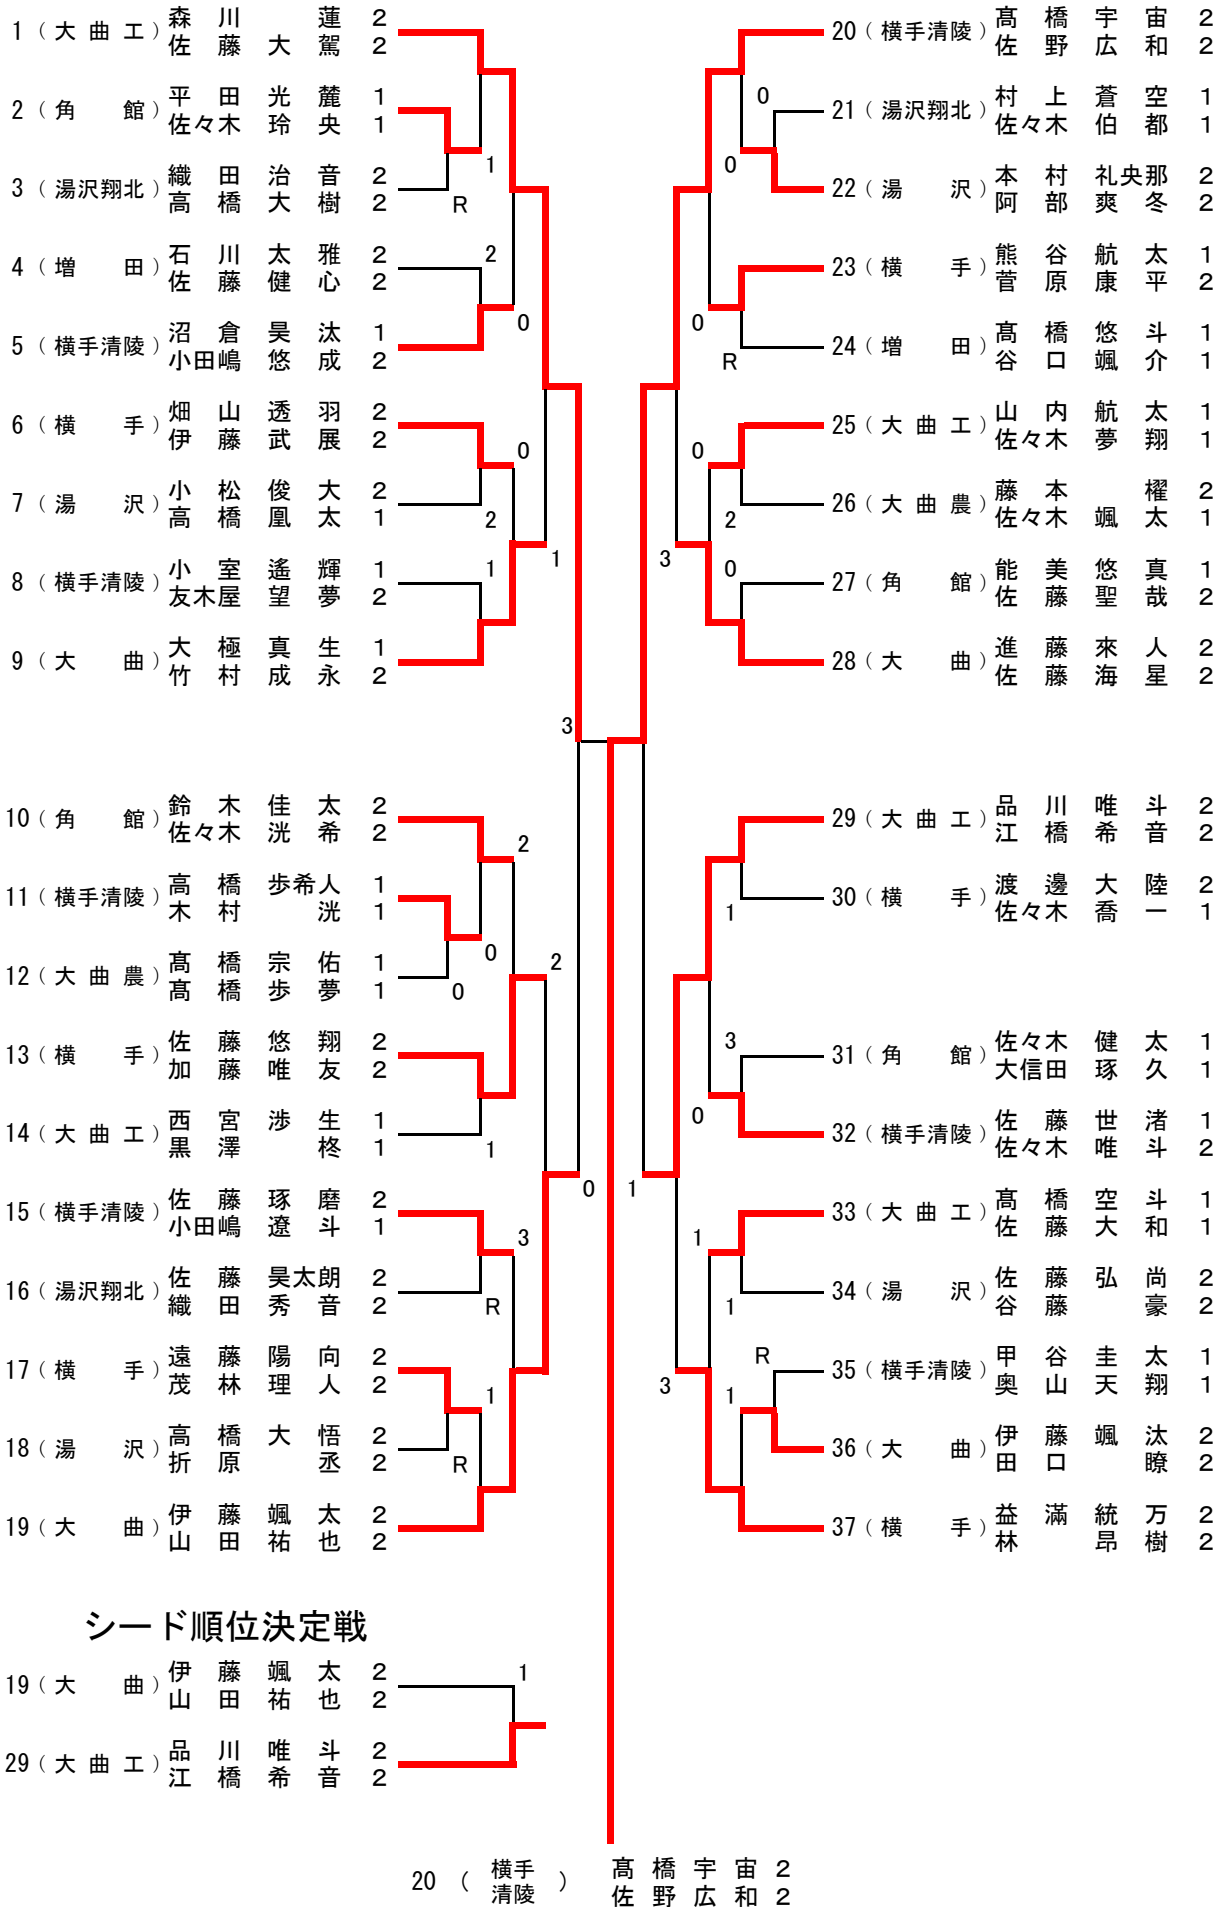 1 (大曲工) 森川 蓮 2
佐藤大駕 2
2 (角館) 平田光麓 1
佐々木玲央 1
1
3 (湯沢翔北) 織田治音 2
高橋大樹 2
R
4 (増田) 石川太雅 2
佐藤健心 2
2
0
5 (横手清陵) 沼倉昊汰 1
小田嶋悠成 2
6 (横手) 畑山透羽 2
伊藤武展 2
0
7 (湯沢) 小松俊大 2
高橋凰太 1
2
8 (横手清陵) 小室遙輝 1
友木屋望夢 2
1
1
9 (大曲) 大極真生 1
竹村成永 2
3
10 (角館) 鈴木佳太 2
佐々木洸希 2
2
11 (横手清陵) 高橋歩希人 1
木村 洸 1
0
2
12 (大曲農) 髙橋宗佑 1
髙橋歩夢 1
0
13 (横手) 佐藤悠翔 2
加藤唯友 2
14 (大曲工) 西宮渉生 1
黒澤 柊 1
1
0
15 (横手清陵) 佐藤琢磨 2
小田嶋遼斗 1
3
16 (湯沢翔北) 佐藤昊太朗 2
織田秀音 2
R
17 (横手) 遠藤陽向 2
茂林理人 2
1
18 (湯沢) 高橋大悟 2
折原 丞 2
R
19 (大曲) 伊藤颯太 2
山田祐也 2
20 (横手清陵) 髙橋宇宙 2
佐野広和 2
0
21 (湯沢翔北) 村上蒼空 1
佐々木伯都 1
0
22 (湯沢) 本村礼央那 2
阿部爽冬 2
23 (横手) 熊谷航太 1
菅原康平 2
0
24 (増田) 髙橋悠斗 1
谷口颯介 1
R
25 (大曲工) 山内航太 1
佐々木夢翔 1
0
26 (大曲農) 藤本 櫂 2
佐々木颯太 1
2
3
27 (角館) 能美悠真 1
佐藤聖哉 2
0
28 (大曲) 進藤來人 2
佐藤海星 2
29 (大曲工) 品川唯斗 2
江橋希音 2
30 (横手) 渡邊大陸 2
佐々木喬一 1
1
31 (角館) 佐々木健太 1
大信田琢久 1
3
0
32 (横手清陵) 佐藤世渚 1
佐々木唯斗 2
1
33 (大曲工) 髙橋空斗 1
佐藤大和 1
1
34 (湯沢) 佐藤弘尚 2
谷藤 豪 2
1
35 (横手清陵) 甲谷圭太 1
奥山天翔 1
R
3
1
36 (大曲) 伊藤颯汰 2
田口 瞭 2
37 (横手) 益滿統万 2
林 昂樹 2
シード順位決定戦
19 (大曲) 伊藤颯太 2
山田祐也 2
1
29 (大曲工) 品川唯斗 2
江橋希音 2
20 (横手清陵) 髙橋宇宙 2
佐野広和 2